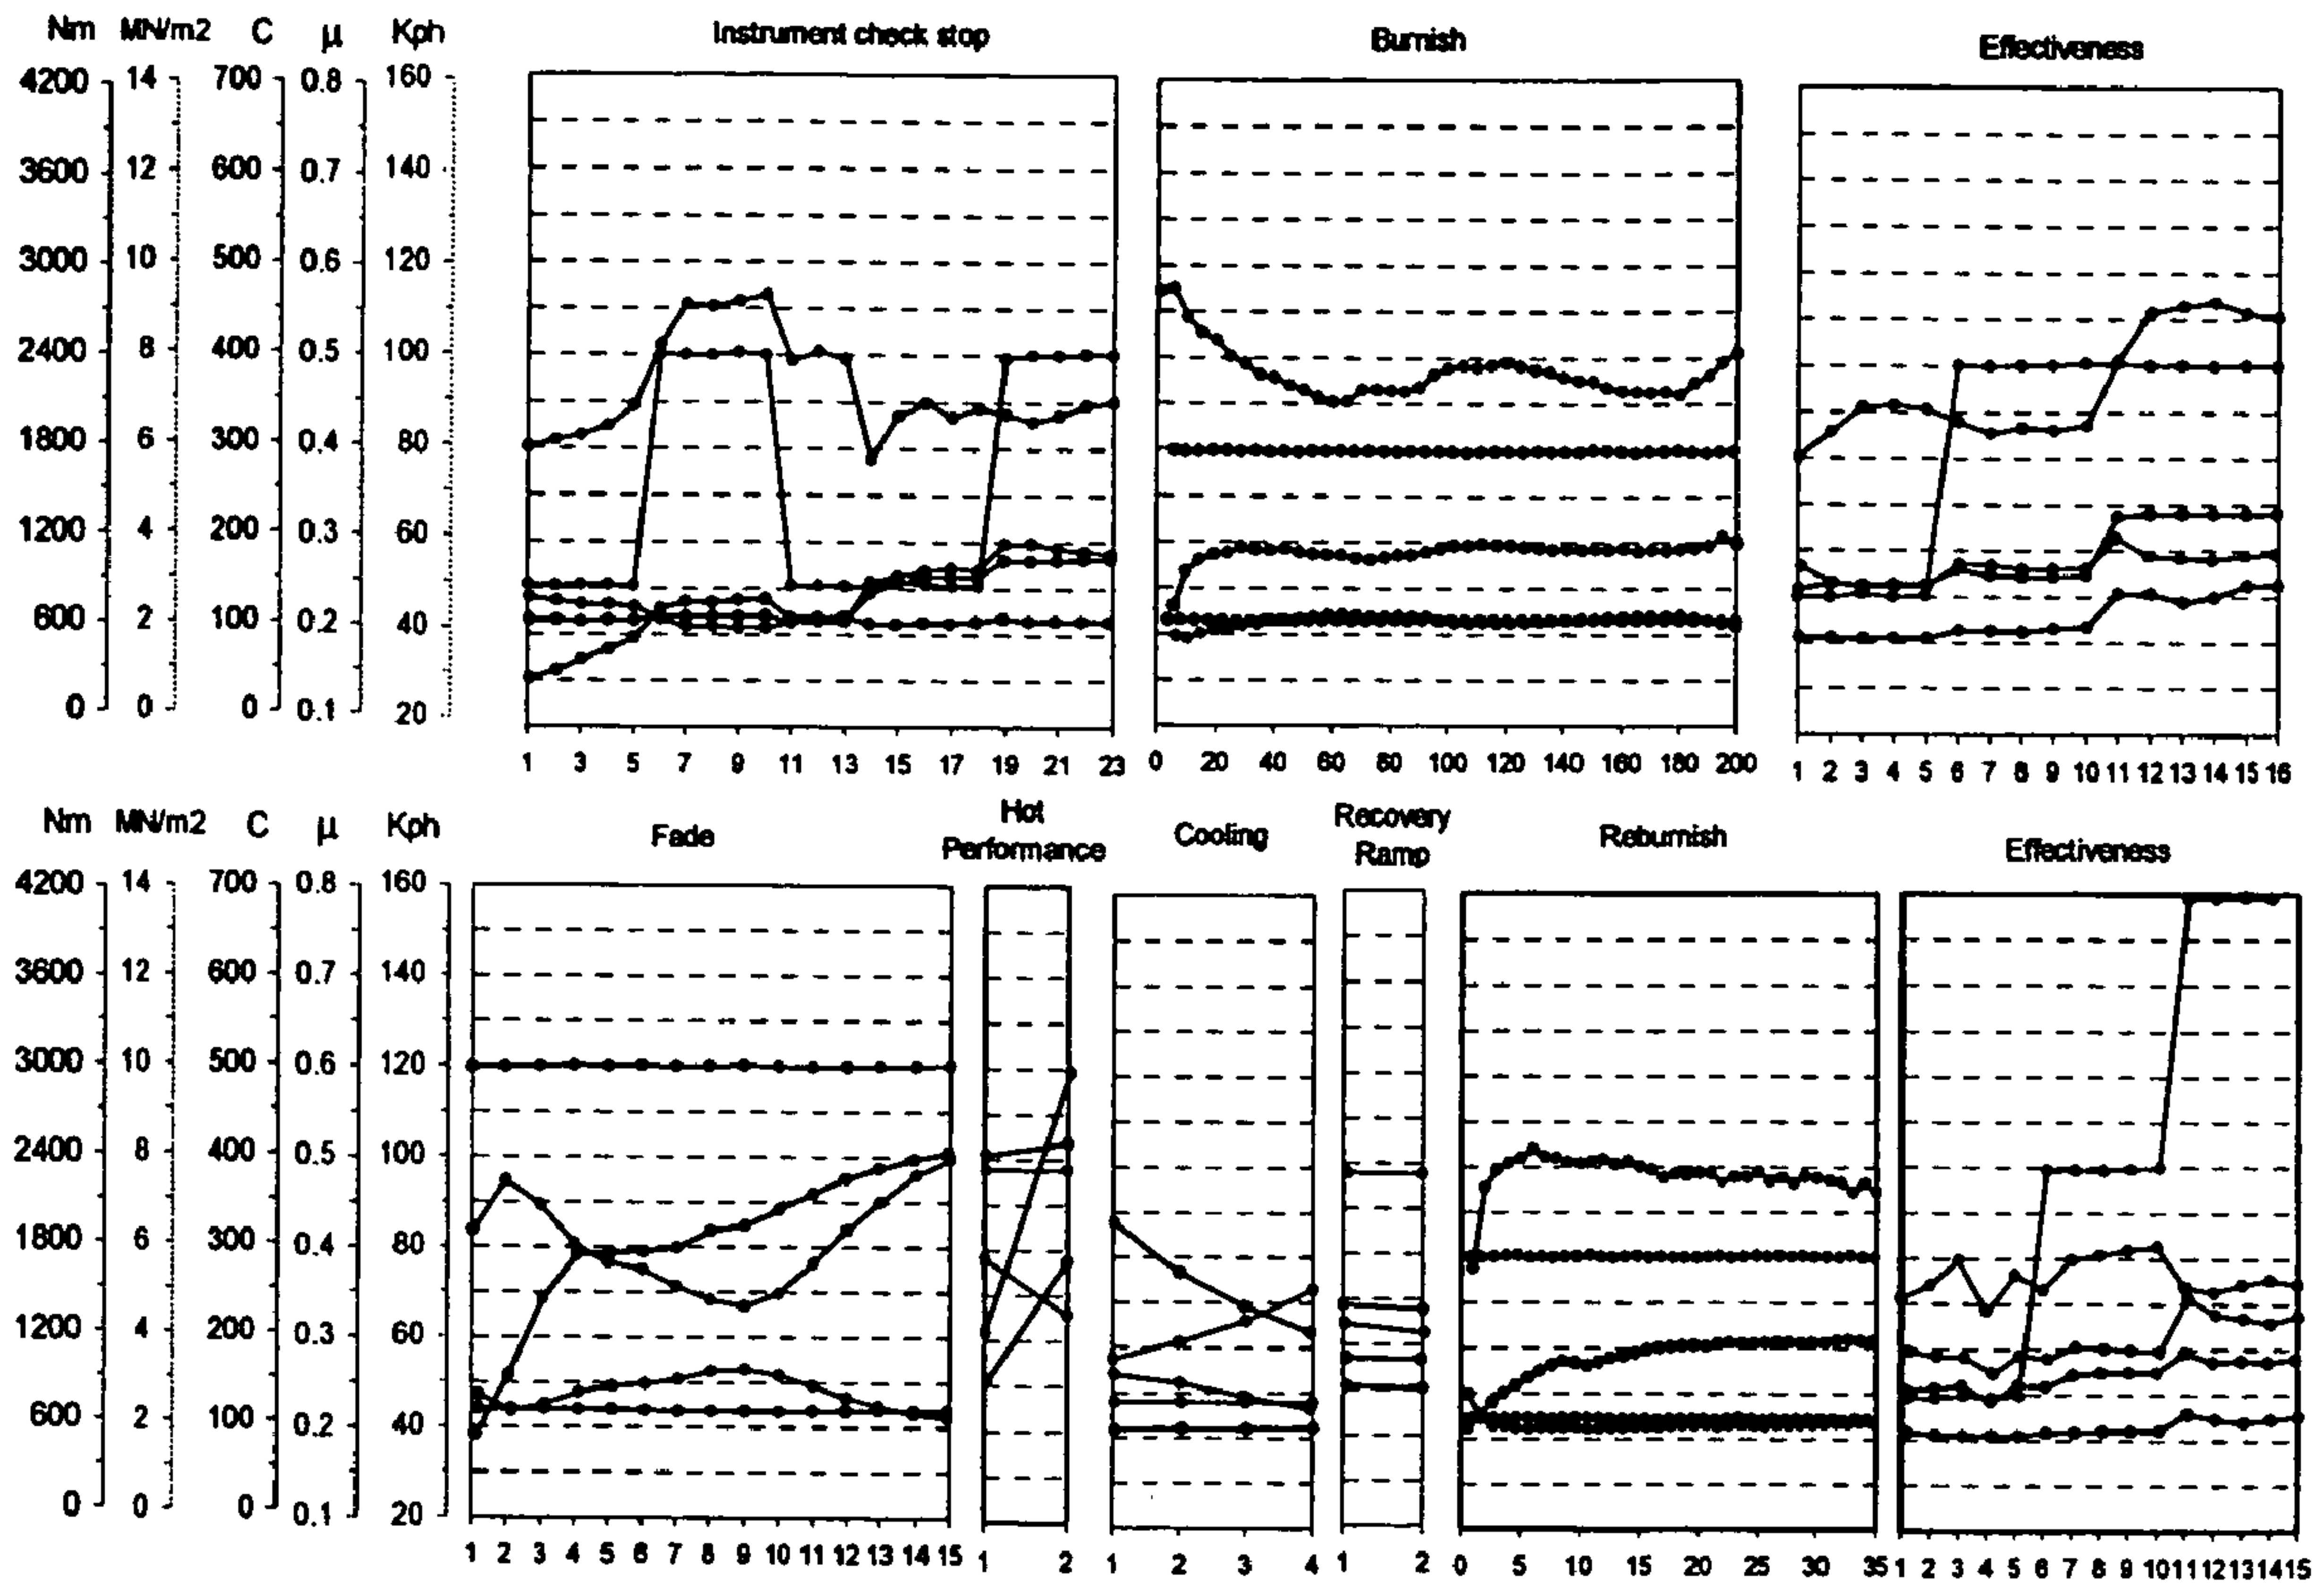 Nm MN/m2 C μ Kph Instrument check stop Burnish Effectiveness
4200 14 700 0.8 160
3600 12 600 0.7 140
3000 10 500 0.6 120
2400 8 400 0.5 100
1800 6 300 0.4 80
1200 4 200 0.3 60
600 2 100 0.2 40
0 0 0 0.1 20
1 3 5 7 9 11 13 15 17 19 21 23 0 20 40 60 80 100 120 140 160 180 200 1 2 3 4 5 6 7 8 9 10 11 12 13 14 15 16
Nm MN/m2 C μ Kph Fade Hot Performance Cooling Recovery Ramp Reburnish Effectiveness
4200 14 700 0.8 160
3600 12 600 0.7 140
3000 10 500 0.6 120
2400 8 400 0.5 100
1800 6 300 0.4 80
1200 4 200 0.3 60
600 2 100 0.2 40
0 0 0 0.1 20
1 2 3 4 5 6 7 8 9 10 11 12 13 14 15 1 2 1 2 3 4 1 2 0 5 10 15 20 25 30 35 1 2 3 4 5 6 7 8 9 10 11 12 13 14 15